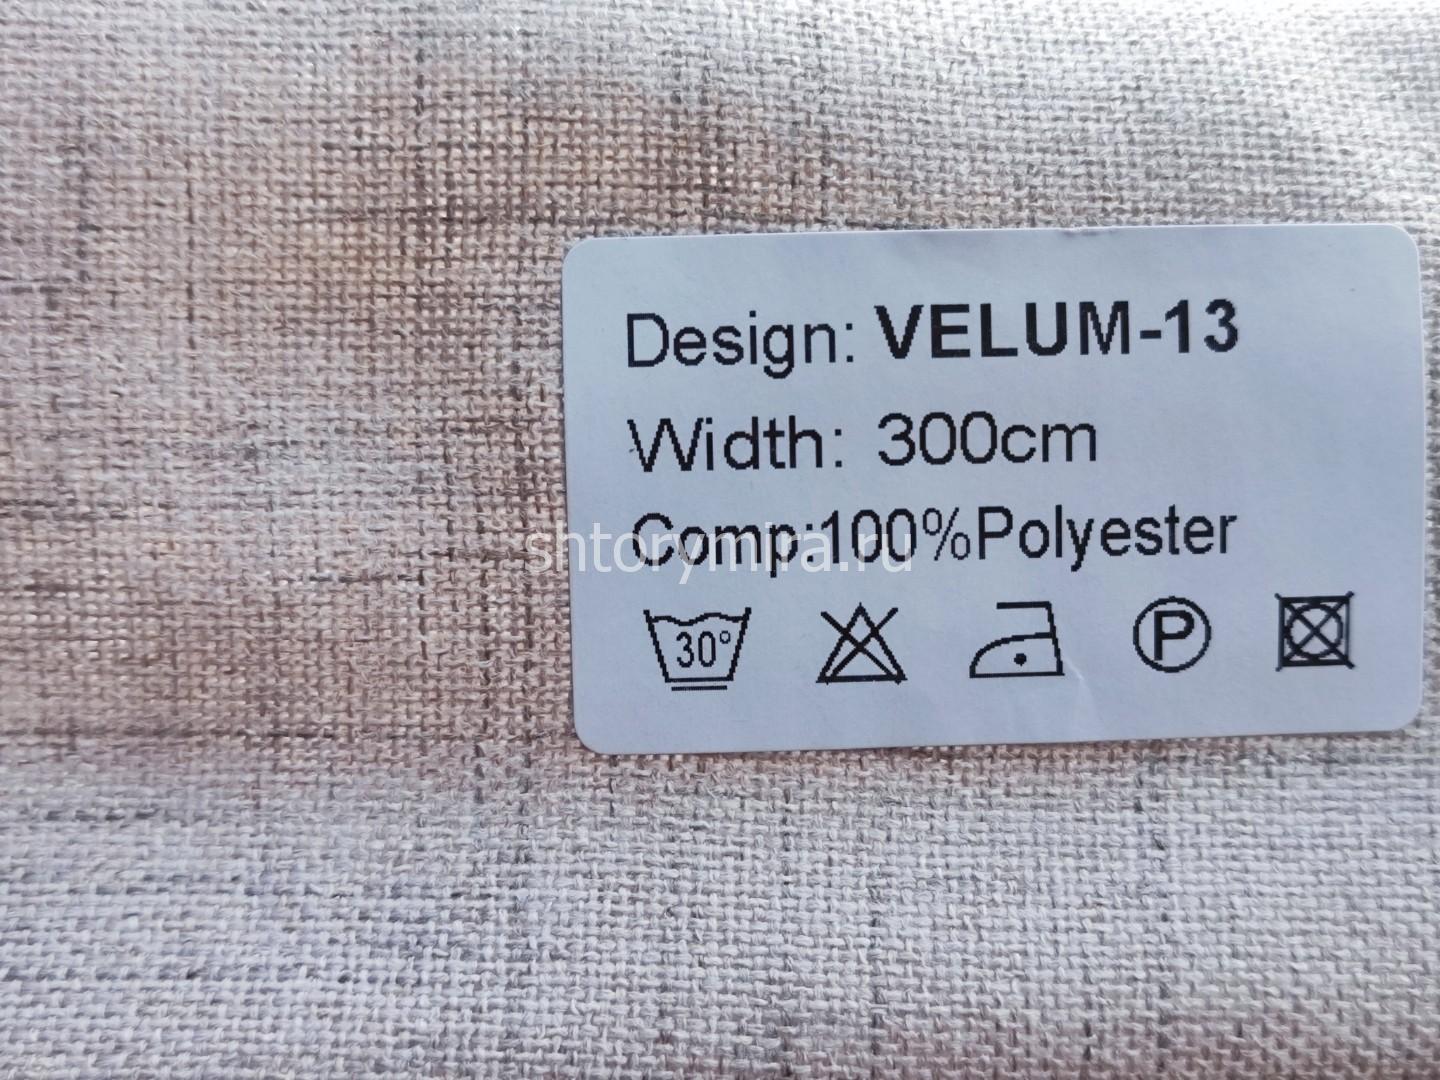 Design: VELUM-13
Width: 300cm
Comp:100%Polyester
shtorymira.ru
30° P